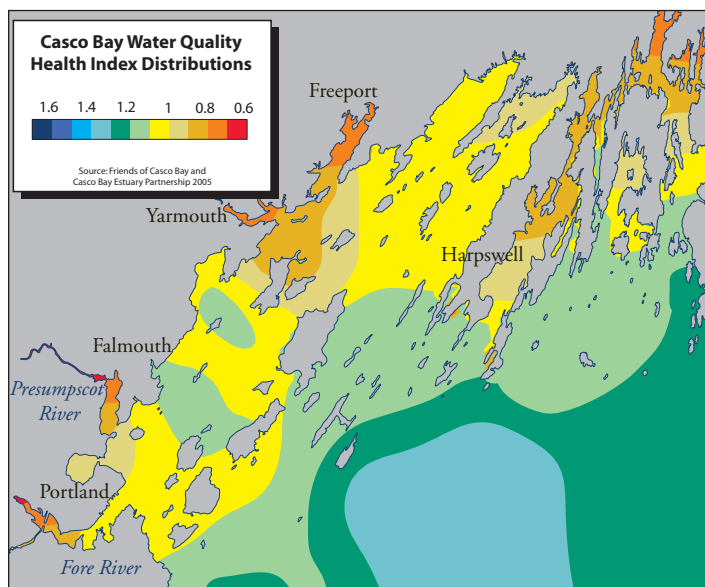 Casco Bay Water Quality
Health Index Distributions
1.6 1.4 1.2 1 0.8 0.6
Source: Friends of Casco Bay and
Casco Bay Estuary Partnership 2005
Freeport
Yarmouth
Harpswell
Falmouth
Presumpscot
River
Portland
Fore River